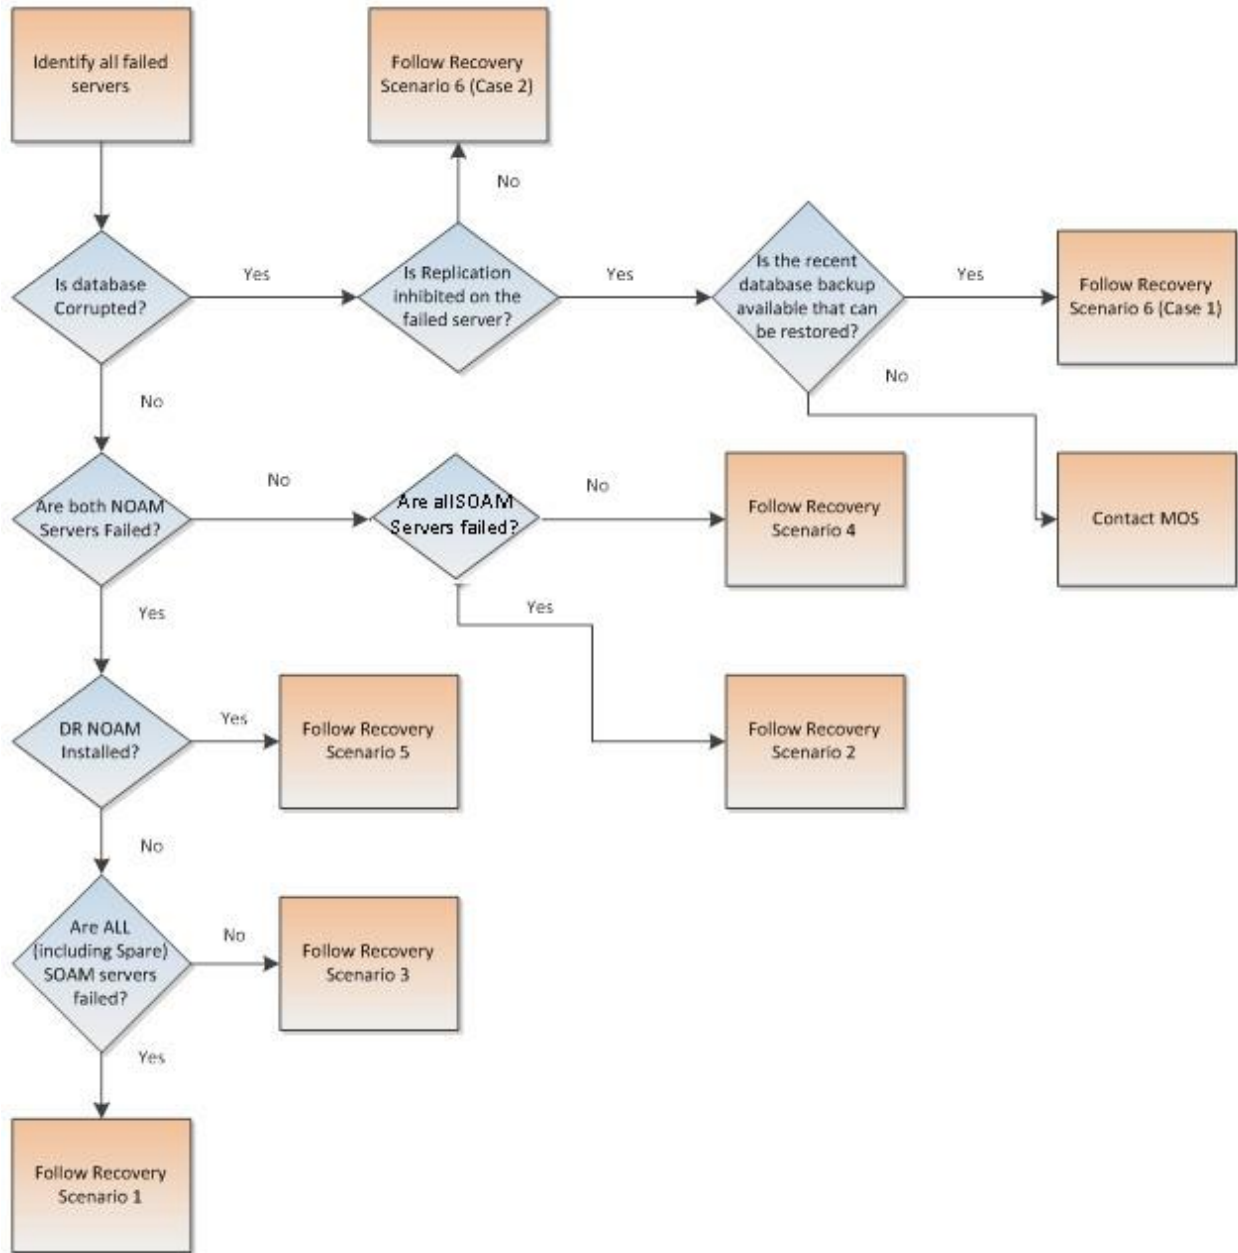 Identify all failed
servers
Follow Recovery
Scenario 6 (Case 2)
No
Is database
Corrupted?
Yes
Is Replication
inhibited on the
failed server?
Yes
Is the recent
database backup
available that can
be restored?
Yes
Follow Recovery
Scenario 6 (Case 1)
No
No
Are both NOAM
Servers Failed?
No
Are allSOAM
Servers failed?
No
Follow Recovery
Scenario 4
Contact MOS
Yes
Yes
DR NOAM
Installed?
Yes
Follow Recovery
Scenario 5
Follow Recovery
Scenario 2
No
Are ALL
(including Spare)
SOAM servers
failed?
No
Follow Recovery
Scenario 3
Yes
Follow Recovery
Scenario 1